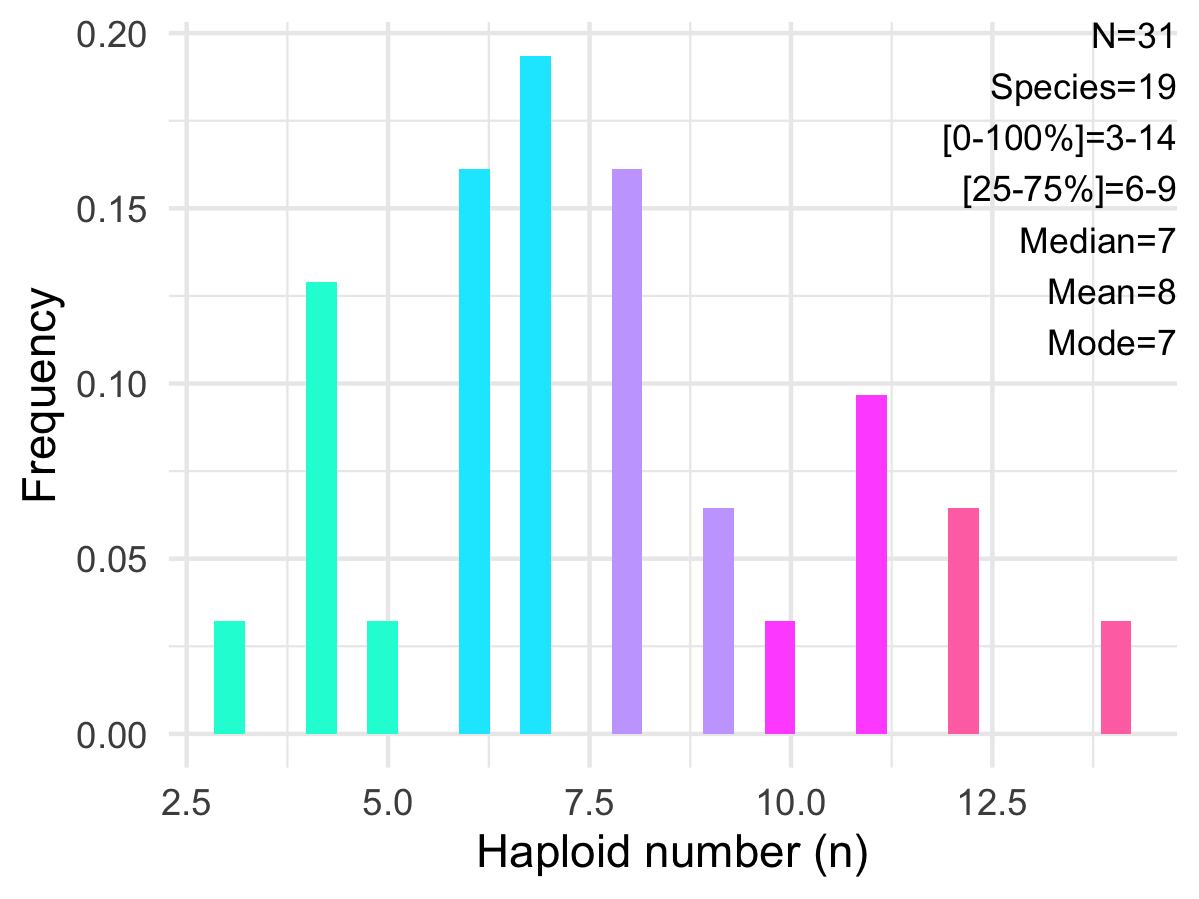 0.20
0.15
0.10
0.05
0.00
Frequency
2.5 5.0 7.5 10.0 12.5
Haploid number (n)
N=31
Species=19
[0-100%]=3-14
[25-75%]=6-9
Median=7
Mean=8
Mode=7